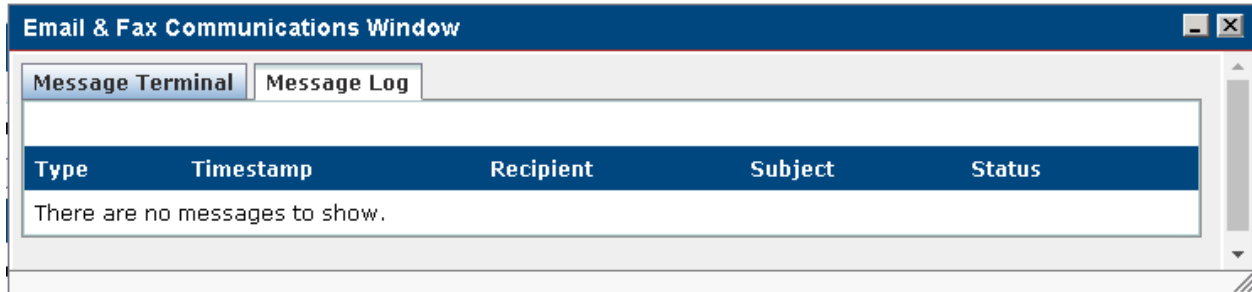 Email & Fax Communications Window
Message Terminal Message Log
Type Timestamp Recipient Subject Status
There are no messages to show.